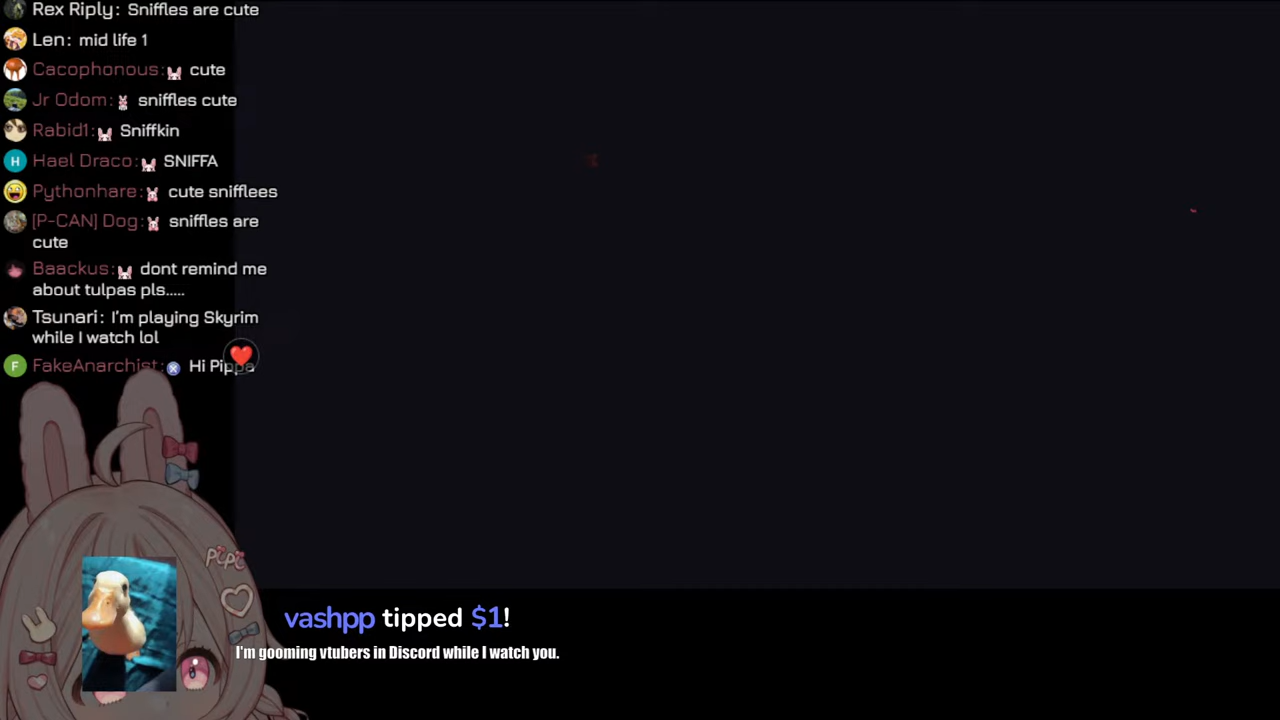 Rex Riply: Sniffles are cute
Len: mid life 1
Cacophonous: cute
Jr Odom: sniffles cute
Rabid1: Sniffkin
H Hael Draco: SNIFFA
Pythonhare: cute snifflees
[P-CAN] Dog: sniffles are
cute
Baackus: dont remind me
about tulpas pls.....
Tsunari: I'm playing Skyrim
while I watch lol
F FakeAnarchist: Hi Pippa
PiPi
vashpp tipped $1!
I'm gooming vtubers in Discord while I watch you.